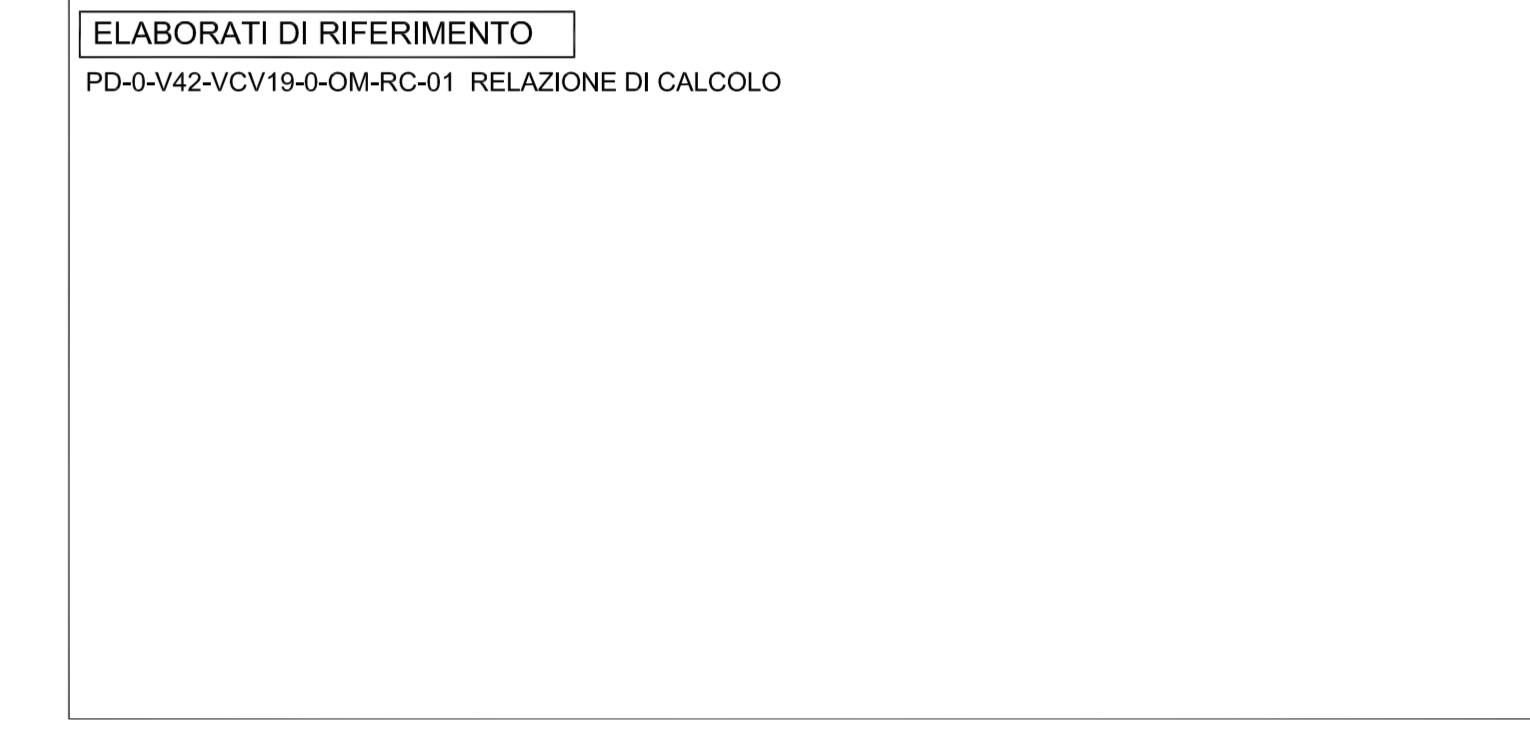 ELABORATI DI RIFERIMENTO
PD-0-V42-VCV19-0-OM-RC-01 RELAZIONE DI CALCOLO